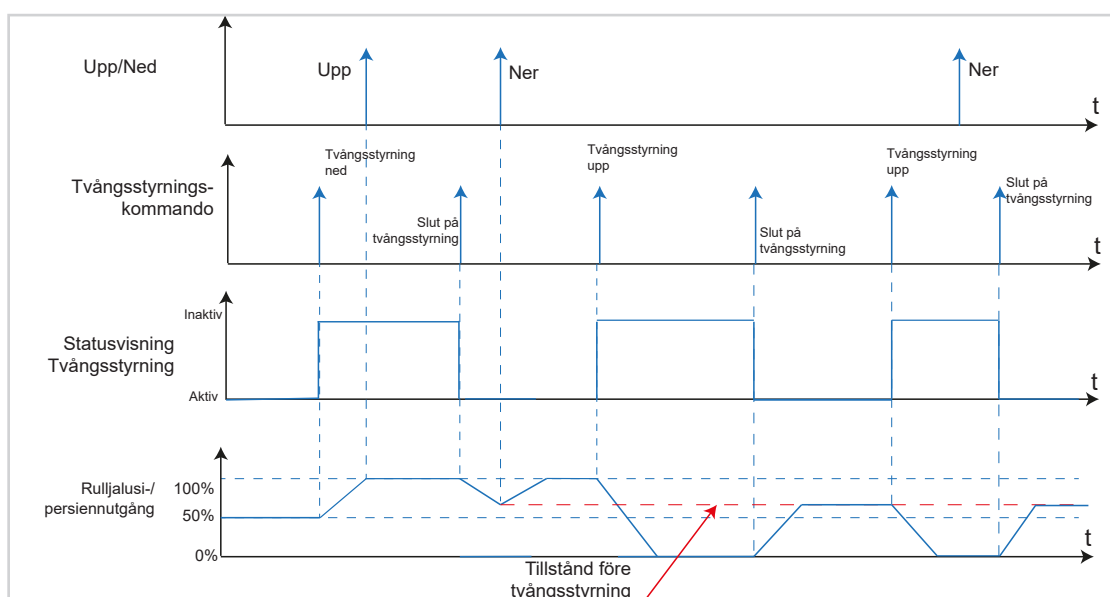 Upp/Ned
Upp
Ner
Ner
t
Tvångsstyrnings-
kommando
Tvångsstyrning
ned
Slut på
tvångsstyrning
Tvångsstyrning
upp
Slut på
tvångsstyrning
Tvångsstyrning
upp
Slut på
tvångsstyrning
t
Statusvisning
Tvångsstyrning
Inaktiv
Aktiv
t
Rulljalusi-/
persiennutgång
100%
50%
0%
t
Tillstånd före
tvångsstyrning